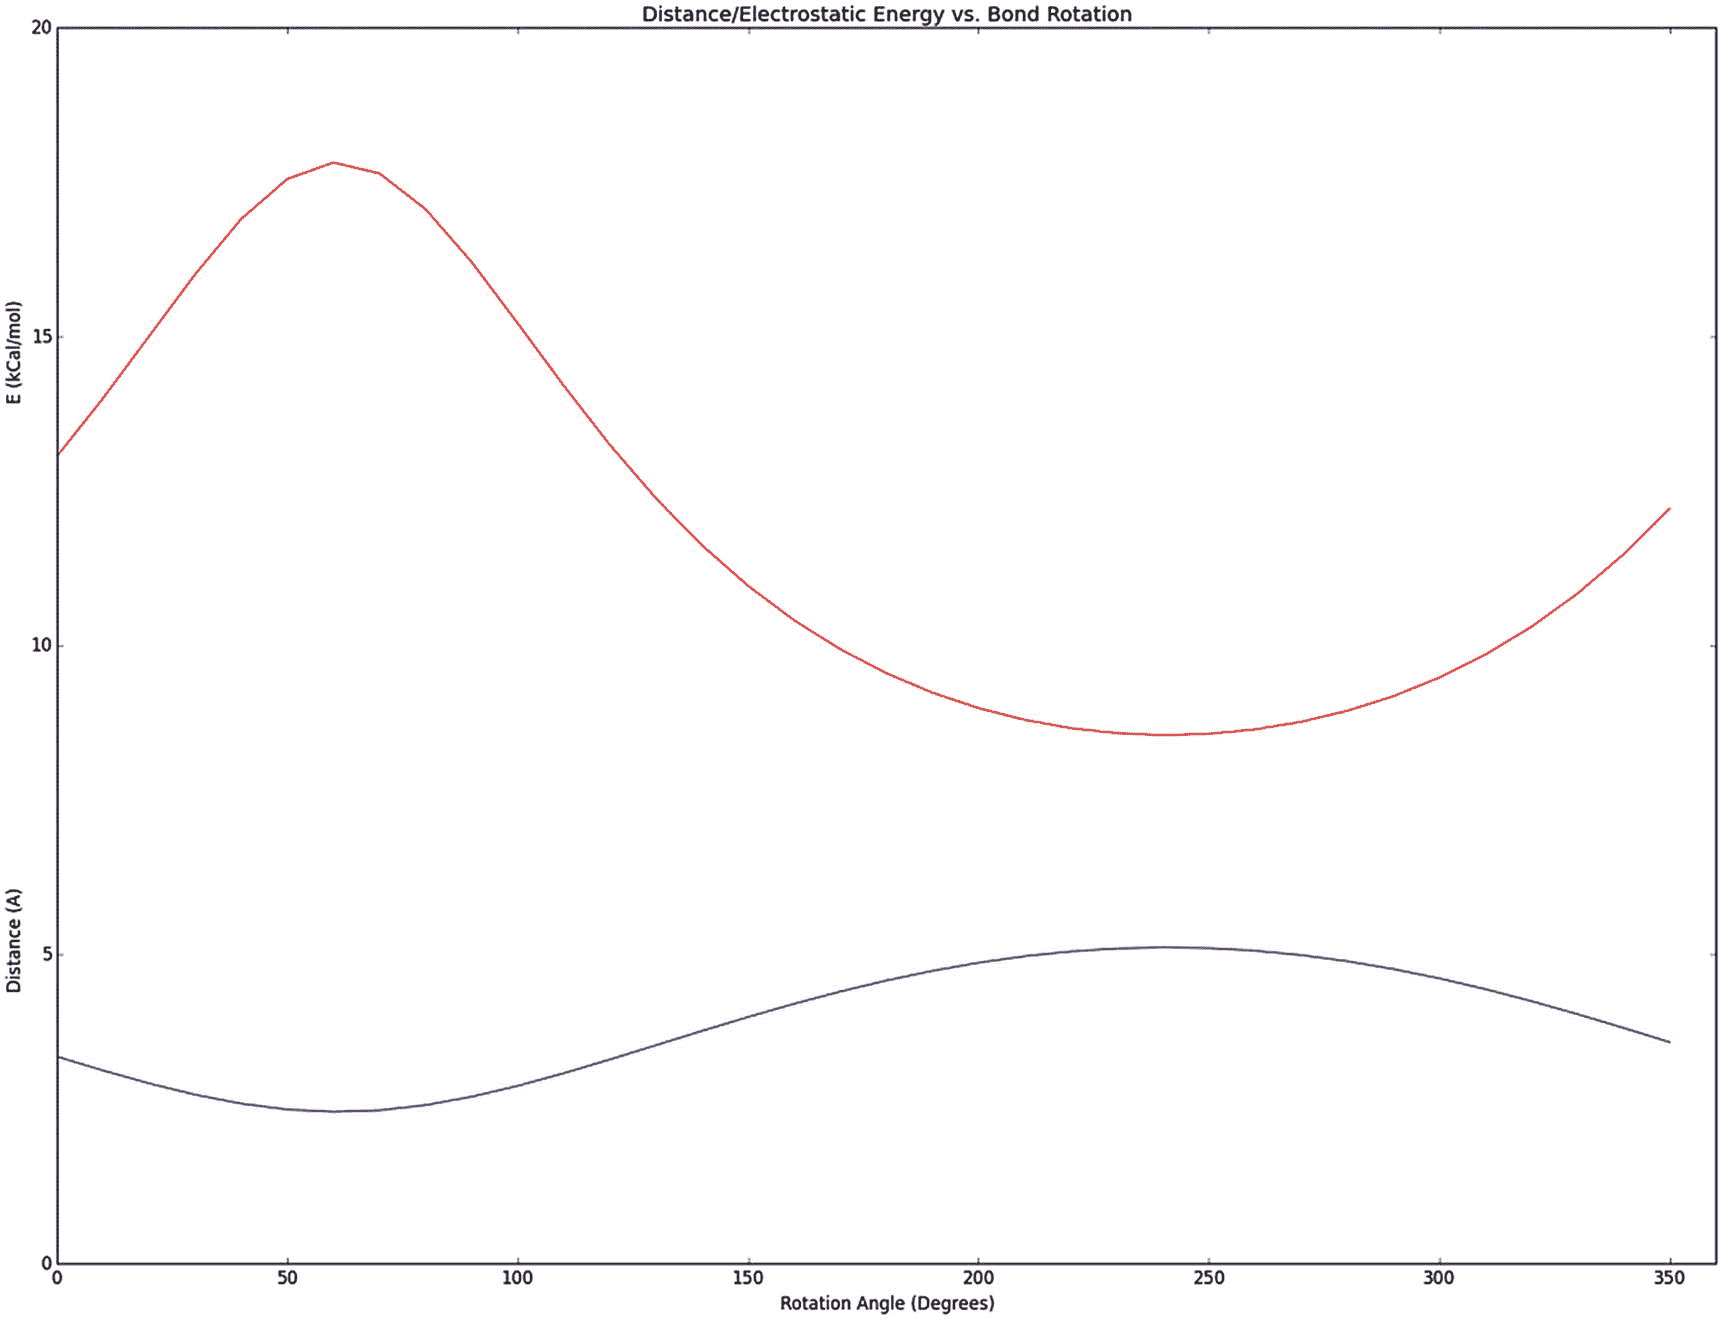 Distance/Electrostatic Energy vs. Bond Rotation
20
15
10
5
0
E (kCal/mol)
Distance (A)
0 50 100 150 200 250 300 350
Rotation Angle (Degrees)